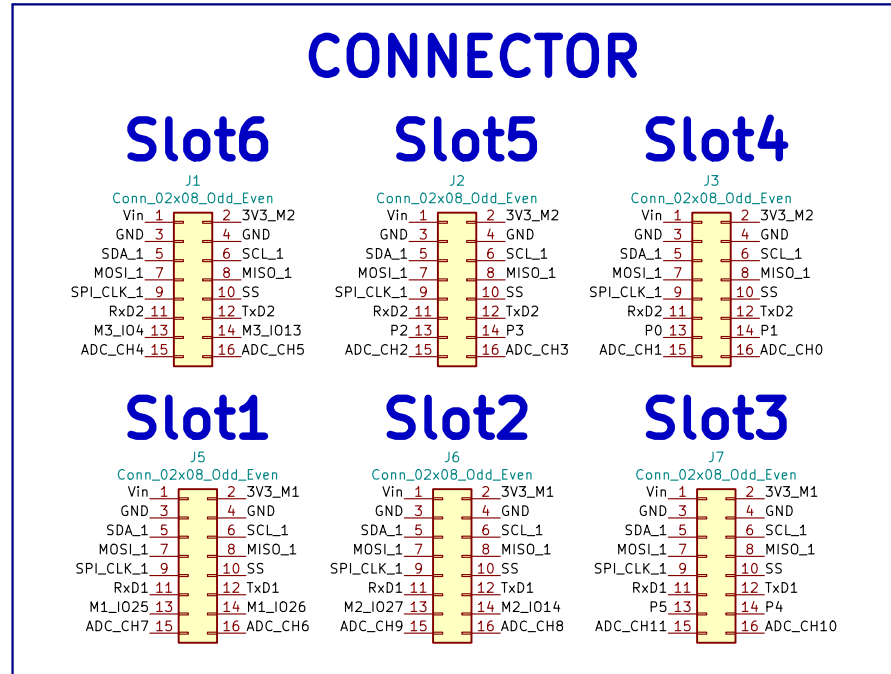 CONNECTOR
Slot6 Slot5 Slot4
J1 J2 J3
Conn_02x08_Odd_Even Conn_02x08_Odd_Even Conn_02x08_Odd_Even
Vin 1 2 3V3_M2 Vin 1 2 3V3_M2 Vin 1 2 3V3_M2
GND 3 4 GND GND 3 4 GND GND 3 4 GND
SDA_1 5 6 SCL_1 SDA_1 5 6 SCL_1 SDA_1 5 6 SCL_1
MOSI_1 7 8 MISO_1 MOSI_1 7 8 MISO_1 MOSI_1 7 8 MISO_1
SPI_CLK_1 9 10 SS SPI_CLK_1 9 10 SS SPI_CLK_1 9 10 SS
RxD2 11 12 TxD2 RxD2 11 12 TxD2 RxD2 11 12 TxD2
M3_IO4 13 14 M3_IO13 P2 13 14 P3 P0 13 14 P1
ADC_CH4 15 16 ADC_CH5 ADC_CH2 15 16 ADC_CH3 ADC_CH1 15 16 ADC_CH0
Slot1 Slot2 Slot3
J5 J6 J7
Conn_02x08_Odd_Even Conn_02x08_Odd_Even Conn_02x08_Odd_Even
Vin 1 2 3V3_M1 Vin 1 2 3V3_M1 Vin 1 2 3V3_M1
GND 3 4 GND GND 3 4 GND GND 3 4 GND
SDA_1 5 6 SCL_1 SDA_1 5 6 SCL_1 SDA_1 5 6 SCL_1
MOSI_1 7 8 MISO_1 MOSI_1 7 8 MISO_1 MOSI_1 7 8 MISO_1
SPI_CLK_1 9 10 SS SPI_CLK_1 9 10 SS SPI_CLK_1 9 10 SS
RxD1 11 12 TxD1 RxD1 11 12 TxD1 RxD1 11 12 TxD1
M1_IO25 13 14 M1_IO26 M2_IO27 13 14 M2_IO14 P5 13 14 P4
ADC_CH7 15 16 ADC_CH6 ADC_CH9 15 16 ADC_CH8 ADC_CH11 15 16 ADC_CH10